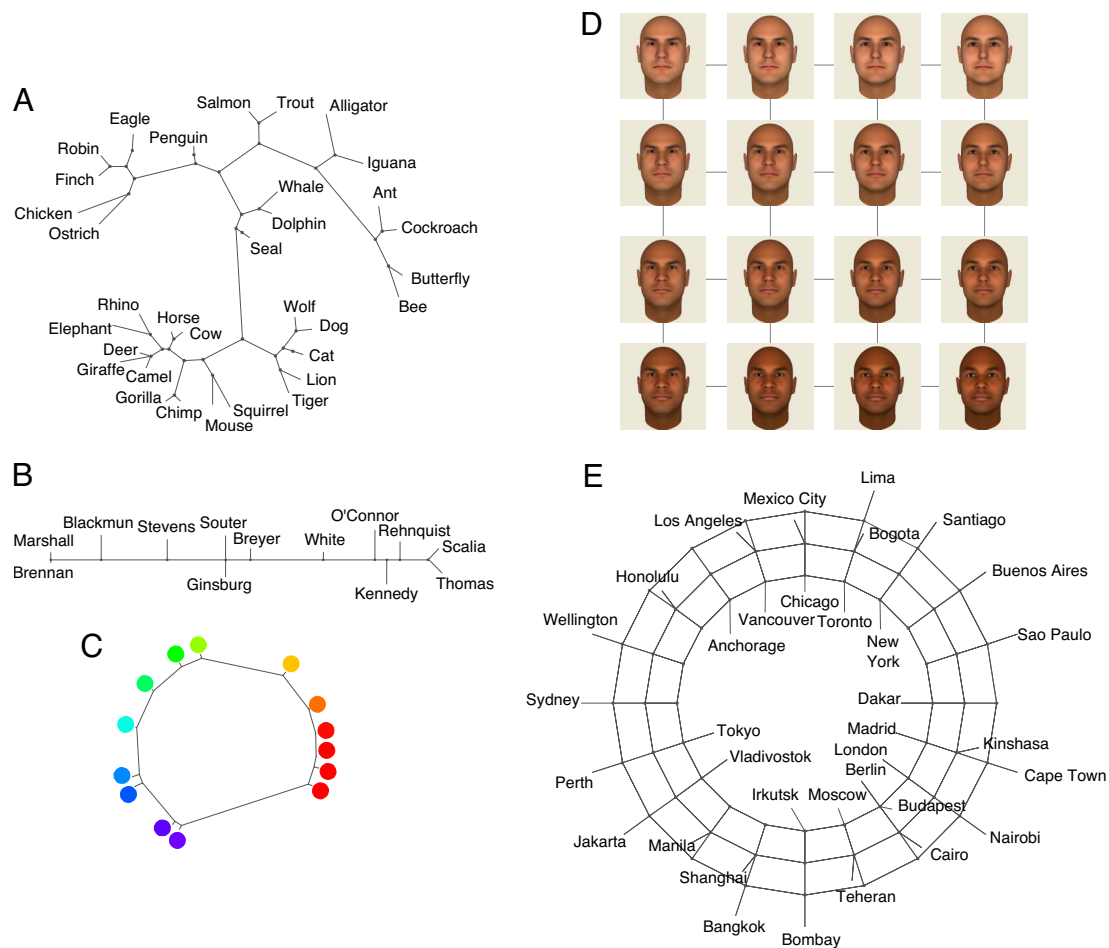 A
Salmon
Trout
Alligator
Eagle
Penguin
Robin
Iguana
Finch
Whale
Ant
Chicken
Dolphin
Cockroach
Ostrich
Seal
Butterfly
Bee
Rhino
Horse
Wolf
Elephant
Cow
Dog
Deer
Cat
Giraffe
Camel
Lion
Gorilla
Tiger
Chimp
Squirrel
Mouse
B
O'Connor
Blackmun
Stevens
Souter
Rehnquist
Marshall
Breyer
White
Scalia
Brennan
Ginsburg
Kennedy
Thomas
C
D
E
Lima
Mexico City
Los Angeles
Santiago
Bogota
Honolulu
Buenos Aires
Wellington
Chicago
Vancouver
Toronto
Anchorage
New
York
Sao Paulo
Sydney
Dakar
Tokyo
Madrid
Kinshasa
Vladivostok
London
Cape Town
Perth
Berlin
Irkutsk
Moscow
Budapest
Jakarta
Manila
Nairobi
Cairo
Shanghai
Teheran
Bangkok
Bombay